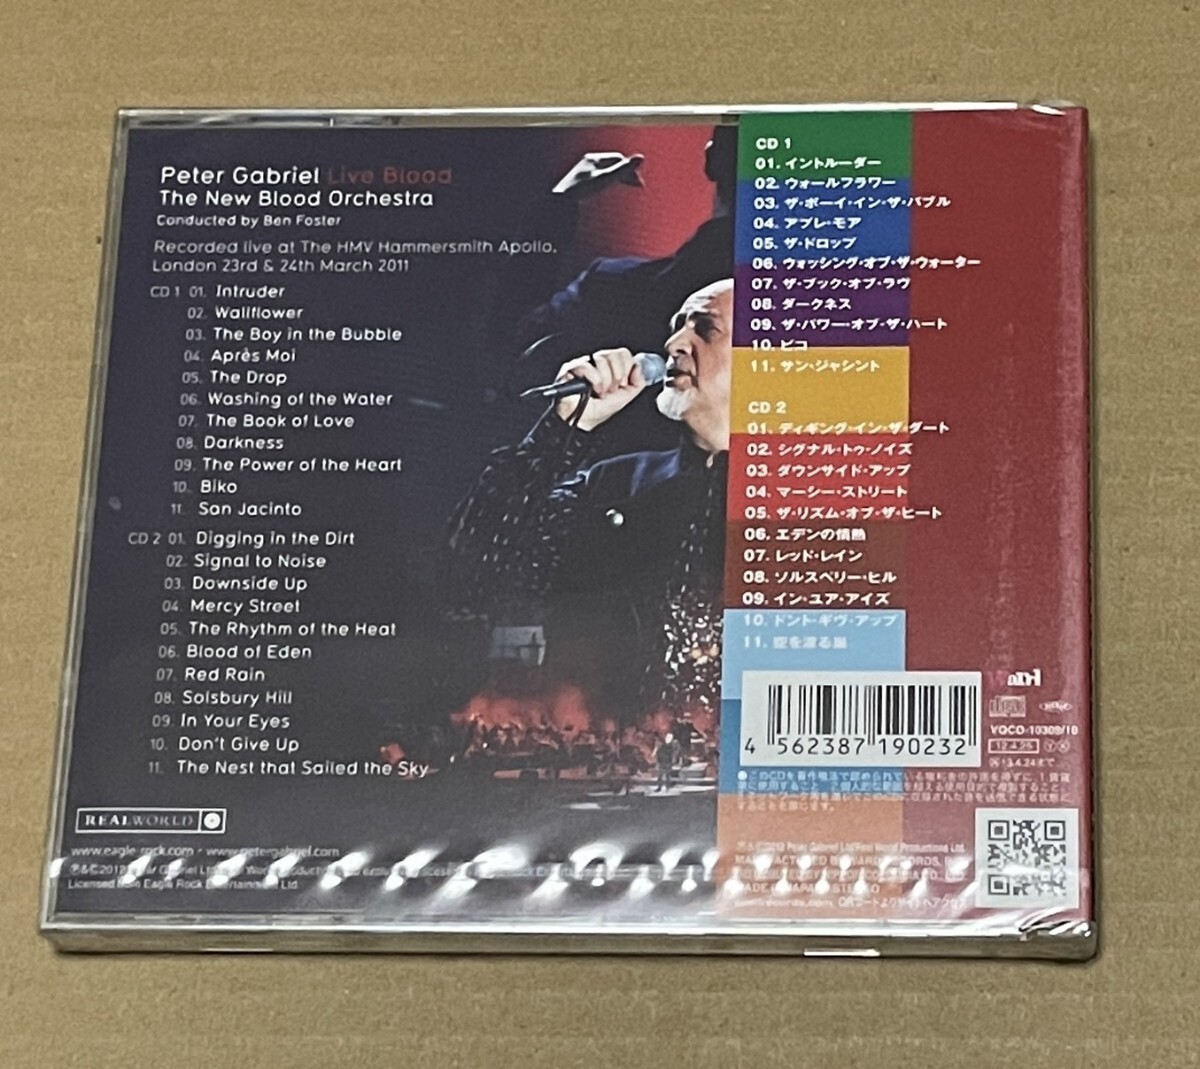 Peter Gabriel Live Blood
The New Blood Orchestra
Conducted by Ben Foster
Recorded live at The HMV Hammersmith Apollo,
London 23rd & 24th March 2011
CD 1 01. Intruder
02. Wallflower
03. The Boy in the Bubble
04. Après Moi
05. The Drop
06. Washing of the Water
07. The Book of Love
08. Darkness
09. The Power of the Heart
10. Biko
11. San Jacinto
CD 2 01. Digging in the Dirt
02. Signal to Noise
03. Downside Up
04. Mercy Street
05. The Rhythm of the Heat
06. Blood of Eden
07. Red Rain
08. Solsbury Hill
09. In Your Eyes
10. Don't Give Up
11. The Nest that Sailed the Sky
REALWORLD
www.eagle-rock.com · www.petergabriel.com
Licensed from Eagle Rock Entertainment Ltd.
CD 1
01. イントルーダー
02. ウォールフラワー
03. ザ・ボーイ・イン・ザ・バブル
04. アプレ・モア
05. ザ・ドロップ
06. ウォッシング・オブ・ザ・ウォーター
07. ザ・ブック・オブ・ラヴ
08. ダークネス
09. ザ・パワー・オブ・ザ・ハート
10. ビコ
11. サン・ジャシント
CD 2
01. ディギング・イン・ザ・ダート
02. シグナル・トゥ・ノイズ
03. ダウンサイド・アップ
04. マーシー・ストリート
05. ザ・リズム・オブ・ザ・ヒート
06. エデンの情熱
07. レッド・レイン
08. ソルスベリー・ヒル
09. イン・ユア・アイズ
10. ドント・ギヴ・アップ
11. 空を渡る巣
4 562387 190232
VQCD-10309/10
12.4.25
13.4.24まで